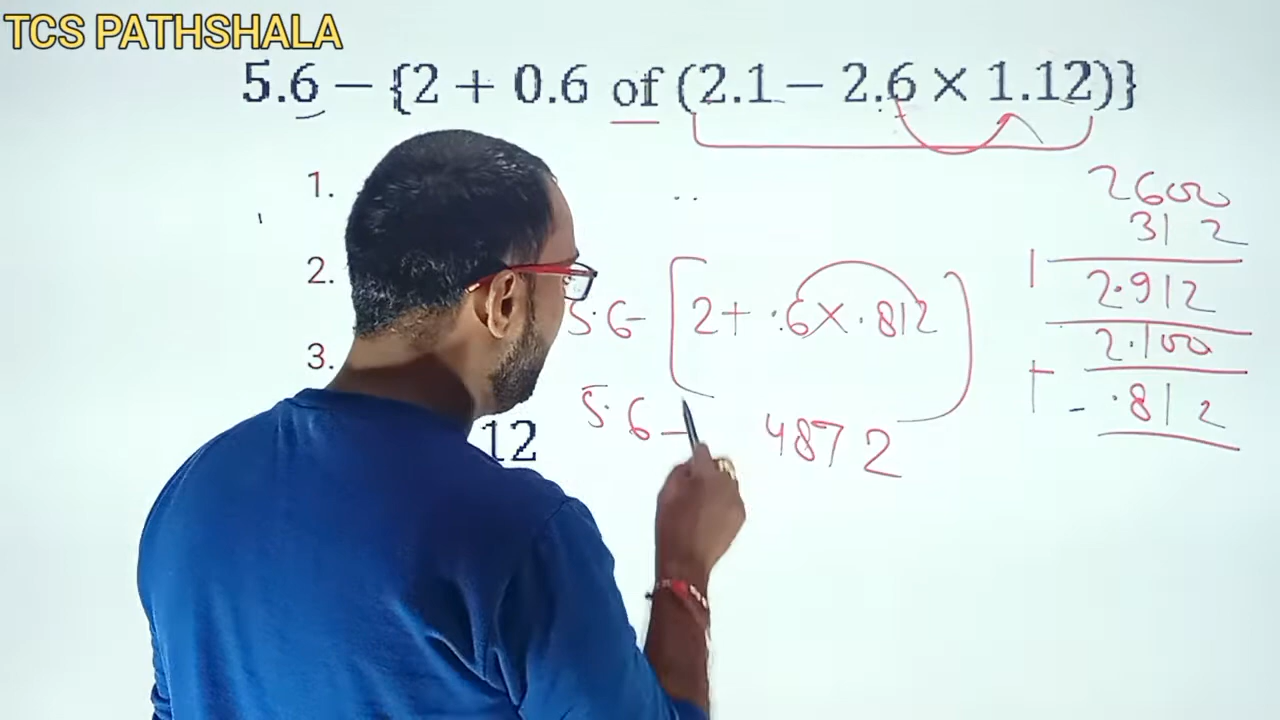 TCS PATHSHALA
5.6 − {2 + 0.6 of (2.1 − 2.6 × 1.12)}
1.
2.
3.
12
5.6 - [2 + .6 × .812]
5.6 - 4872
2600
312
2.912
2.100
- .812